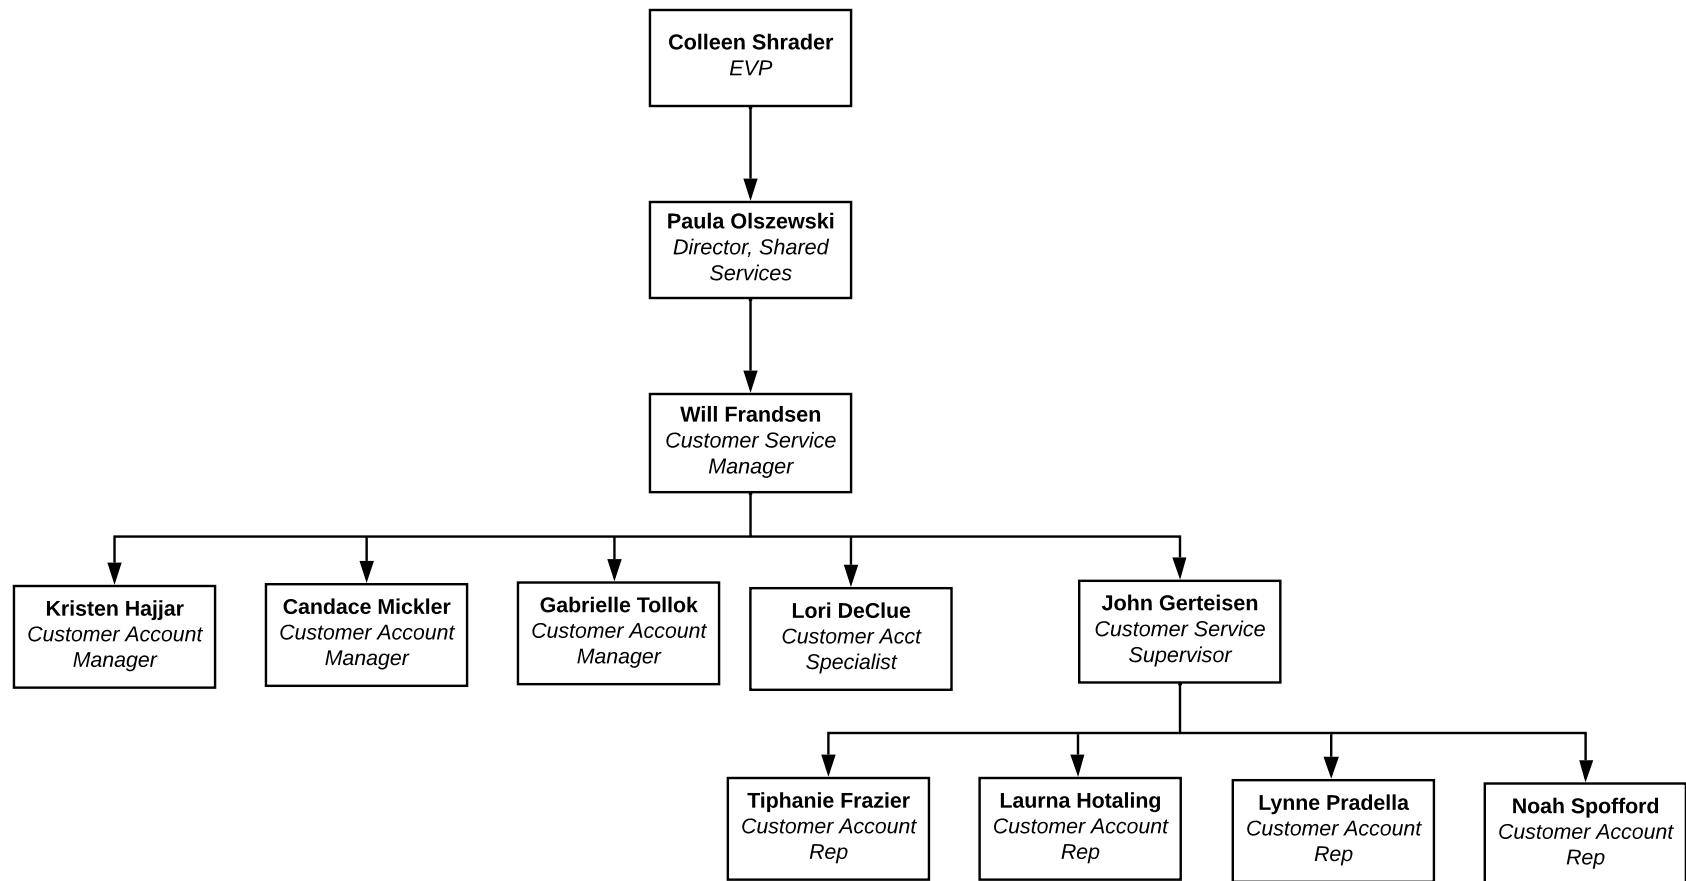 Colleen Shrader
EVP
Paula Olszewski
Director, Shared
Services
Will Frandsen
Customer Service
Manager
Kristen Hajjar
Customer Account
Manager
Candace Mickler
Customer Account
Manager
Gabrielle Tollok
Customer Account
Manager
Lori DeClue
Customer Acct
Specialist
John Gerteisen
Customer Service
Supervisor
Tiphanie Frazier
Customer Account
Rep
Laurna Hotaling
Customer Account
Rep
Lynne Pradella
Customer Account
Rep
Noah Spofford
Customer Account
Rep